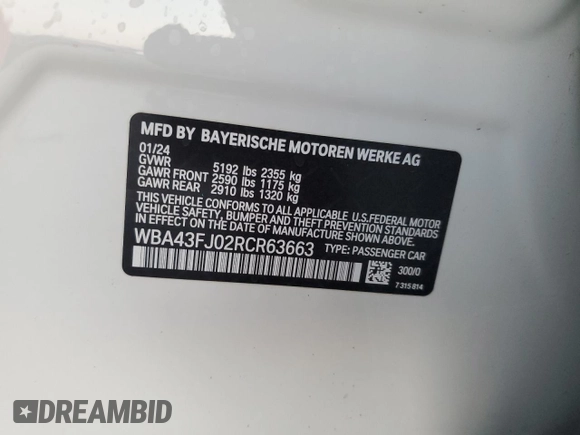 MFD BY BAYERISCHE MOTOREN WERKE AG
01/24
GVWR 5192 lbs 2355 kg
GAWR FRONT 2590 lbs 1175 kg
GAWR REAR 2910 lbs 1320 kg
THIS VEHICLE CONFORMS TO ALL APPLICABLE U.S. FEDERAL MOTOR
VEHICLE SAFETY, BUMPER, AND THEFT PREVENTION STANDARDS IN
EFFECT ON THE DATE OF MANUFACTURE SHOWN ABOVE.
WBA43FJ02RCR63663 TYPE: PASSENGER CAR
300/0
7 315 814
DREAMBID